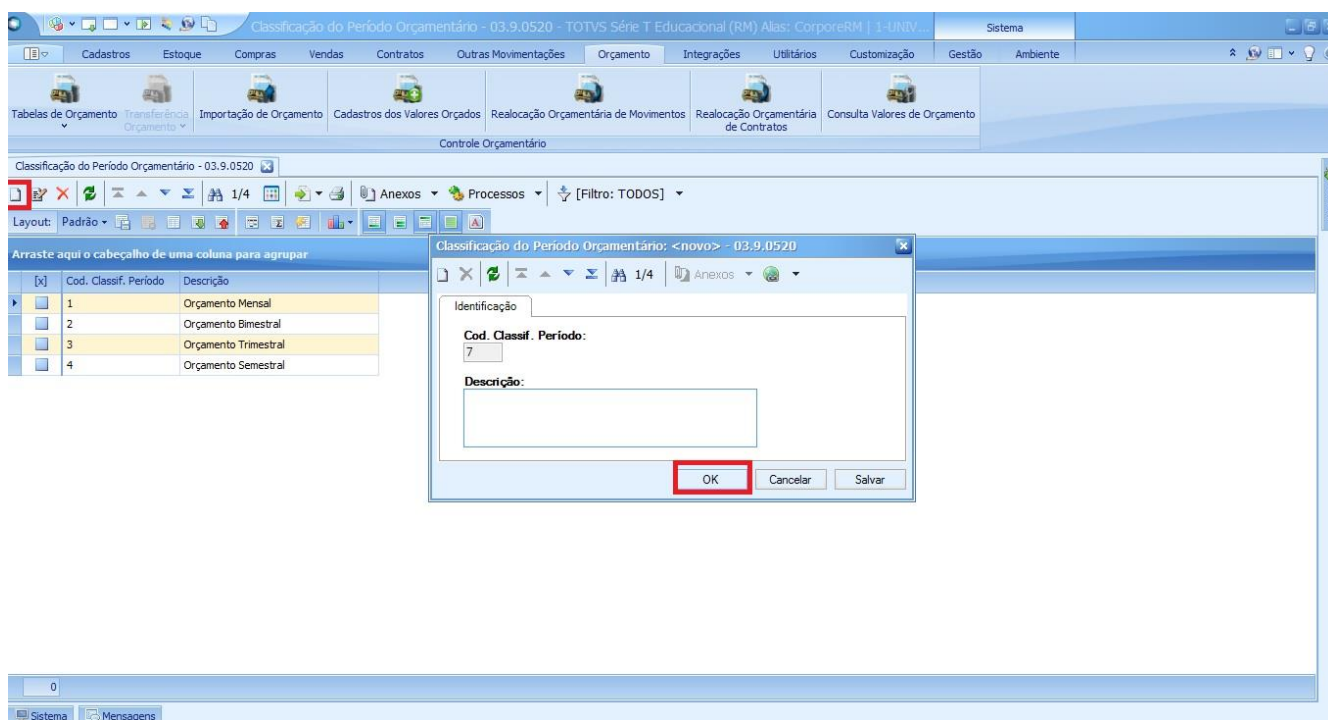 Classificação do Período Orçamentário - 03.9.0520 - TOTVS Série T Educacional (RM) Alias: CorporeRM | 1-UNIV...
Sistema
Cadastros Estoque Compras Vendas Contratos Outras Movimentações Orçamento Integrações Utilitários Customização Gestão Ambiente
Tabelas de Orçamento Transferência Importação de Orçamento Cadastros dos Valores Orçados Realocação Orçamentária de Movimentos Realocação Orçamentária Consulta Valores de Orçamento
Orçamento de Contratos
Controle Orçamentário
Classificação do Período Orçamentário - 03.9.0520
1/4 Anexos Processos [Filtro: TODOS]
Layout: Padrão
Arraste aqui o cabeçalho de uma coluna para agrupar
[x] Cod. Classif. Período Descrição
1 Orçamento Mensal
2 Orçamento Bimestral
3 Orçamento Trimestral
4 Orçamento Semestral
Classificação do Período Orçamentário: <novo> - 03.9.0520
1/4 Anexos
Identificação
Cod. Classif. Período:
7
Descrição:
OK Cancelar Salvar
0
Sistema Mensagens